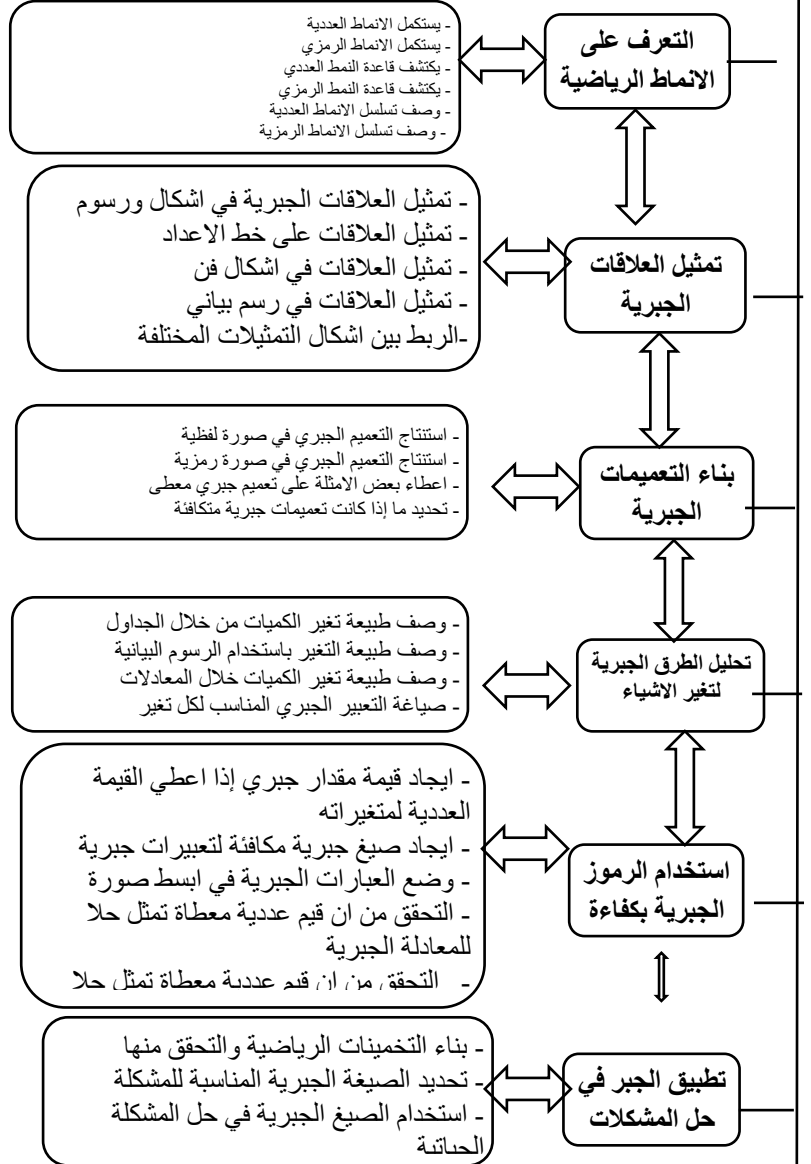 التعرف على
الانماط الرياضية
- يستكمل الانماط العددية
- يستكمل الانماط الرمزي
- يكتشف قاعدة النمط العددي
- يكتشف قاعدة النمط الرمزي
- وصف تسلسل الانماط العددية
- وصف تسلسل الانماط الرمزية
تمثيل العلاقات
الجبرية
- تمثيل العلاقات الجبرية في اشكال ورسوم
- تمثيل العلاقات على خط الاعداد
- تمثيل العلاقات في اشكال فن
- تمثيل العلاقات في رسم بياني
-الربط بين اشكال التمثيلات المختلفة
بناء التعميمات
الجبرية
- استنتاج التعميم الجبري في صورة لفظية
- استنتاج التعميم الجبري في صورة رمزية
- اعطاء بعض الامثلة على تعميم جبري معطى
- تحديد ما إذا كانت تعميمات جبرية متكافئة
تحليل الطرق الجبرية
لتغير الاشياء
- وصف طبيعة تغير الكميات من خلال الجداول
- وصف طبيعة التغير باستخدام الرسوم البيانية
- وصف طبيعة تغير الكميات خلال المعادلات
- صياغة التعبير الجبري المناسب لكل تغير
استخدام الرموز
الجبرية بكفاءة
- ايجاد قيمة مقدار جبري إذا اعطي القيمة
العددية لمتغيراته
- ايجاد صيغ جبرية مكافئة لتعبيرات جبرية
- وضع العبارات الجبرية في ابسط صورة
- التحقق من ان قيم عددية معطاة تمثل حلا
للمعادلة الجبرية
- التحقق من ان قيم عددية معطاة تمثل حلا
تطبيق الجبر في
حل المشكلات
- بناء التخمينات الرياضية والتحقق منها
- تحديد الصيغة الجبرية المناسبة للمشكلة
- استخدام الصيغ الجبرية في حل المشكلة
الحياتية